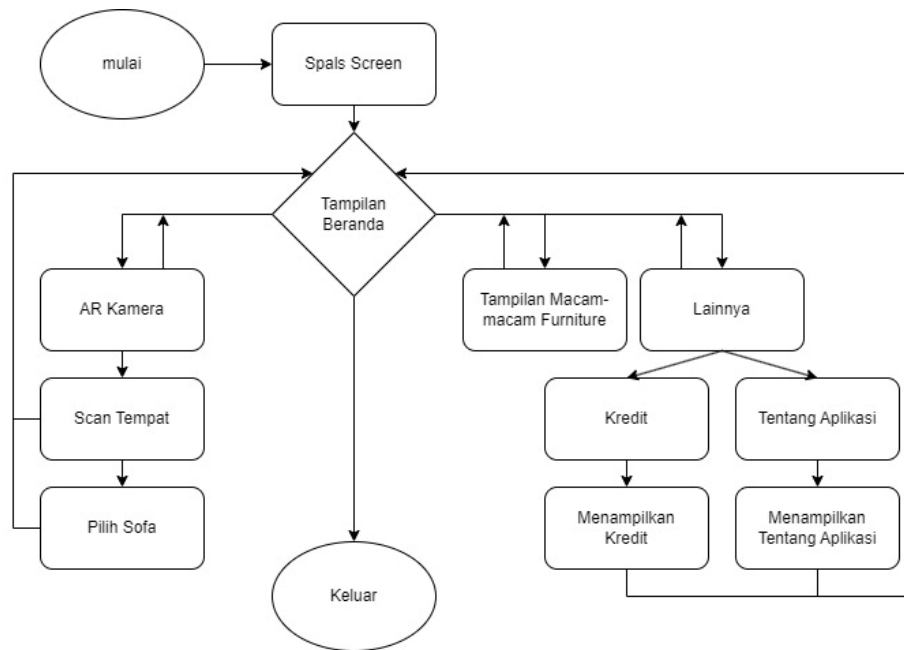 mulai
Spals Screen
Tampilan
Beranda
AR Kamera
Tampilan Macam-
macam Furniture
Lainnya
Scan Tempat
Kredit
Tentang Aplikasi
Pilih Sofa
Menampilkan
Kredit
Menampilkan
Tentang Aplikasi
Keluar